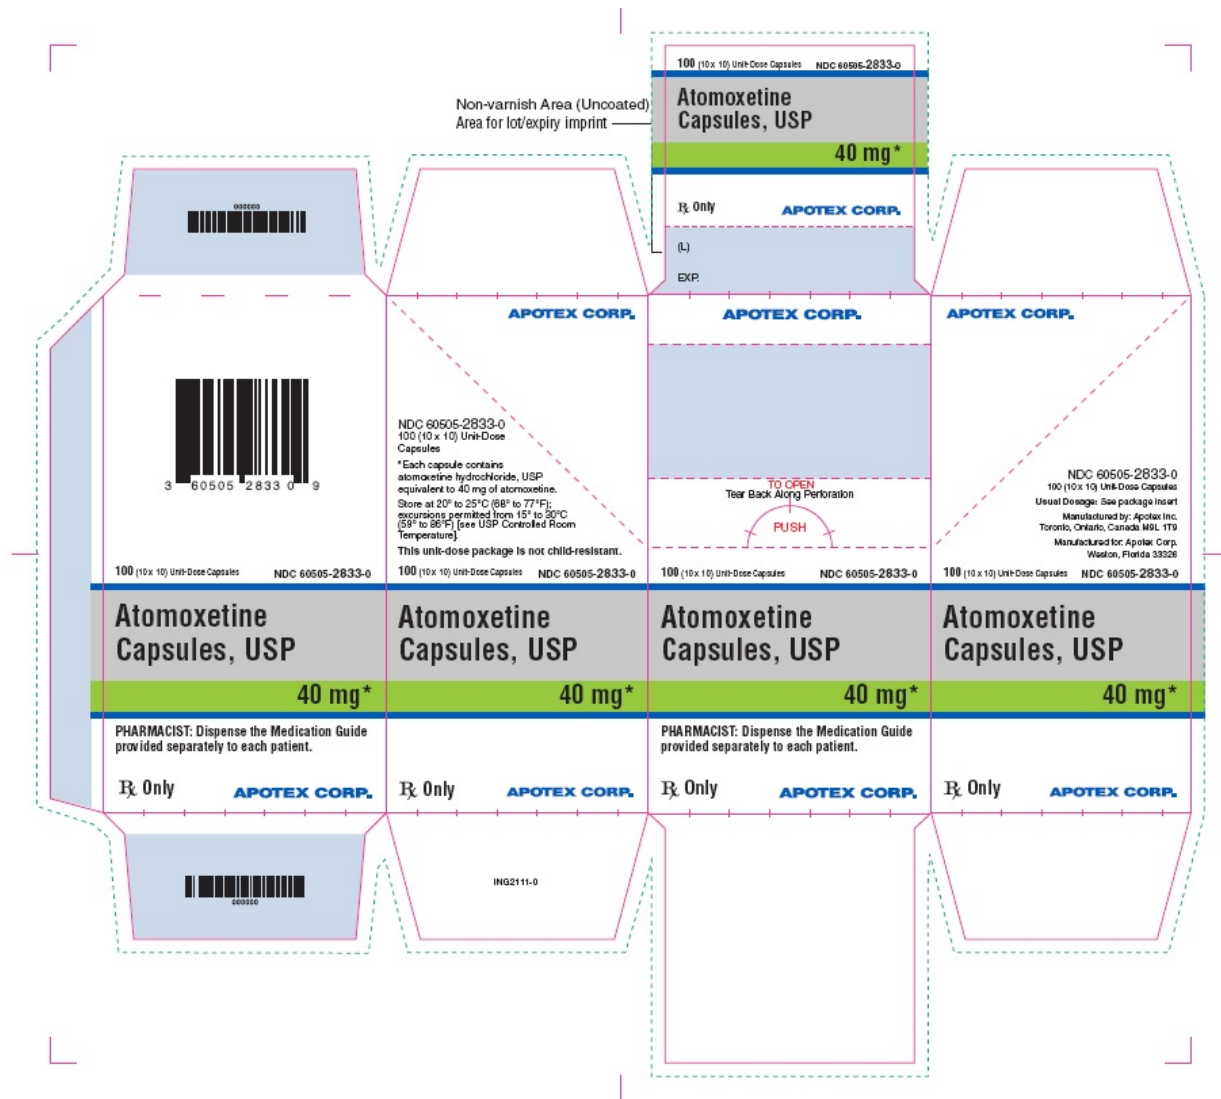 100 (10 x 10) Unit-Dose Capsules NDC 60505-2833-0
Atomoxetine
Capsules, USP
40 mg*
℞ Only APOTEX CORP.
(L)
EXP.
Non-varnish Area (Uncoated)
Area for lot/expiry imprint
000000
3 60505 28330 9
APOTEX CORP.
NDC 60505-2833-0
100 (10 x 10) Unit-Dose
Capsules
*Each capsule contains
atomoxetine hydrochloride, USP
equivalent to 40 mg of atomoxetine.
Store at 20° to 25°C (68° to 77°F);
excursions permitted from 15° to 30°C
(59° to 86°F) [see USP Controlled Room
Temperature].
This unit-dose package is not child-resistant.
APOTEX CORP.
TO OPEN
Tear Back Along Perforation
PUSH
APOTEX CORP.
NDC 60505-2833-0
100 (10 x 10) Unit-Dose Capsules
Usual Dosage: See package insert
Manufactured by: Apotex Inc.
Toronto, Ontario, Canada M9L 1T9
Manufactured for: Apotex Corp.
Weston, Florida 33326
100 (10 x 10) Unit-Dose Capsules NDC 60505-2833-0
Atomoxetine
Capsules, USP
40 mg*
PHARMACIST: Dispense the Medication Guide
provided separately to each patient.
℞ Only APOTEX CORP.
100 (10 x 10) Unit-Dose Capsules NDC 60505-2833-0
Atomoxetine
Capsules, USP
40 mg*
℞ Only APOTEX CORP.
100 (10 x 10) Unit-Dose Capsules NDC 60505-2833-0
Atomoxetine
Capsules, USP
40 mg*
PHARMACIST: Dispense the Medication Guide
provided separately to each patient.
℞ Only APOTEX CORP.
100 (10 x 10) Unit-Dose Capsules NDC 60505-2833-0
Atomoxetine
Capsules, USP
40 mg*
℞ Only APOTEX CORP.
000000
ING2111-0